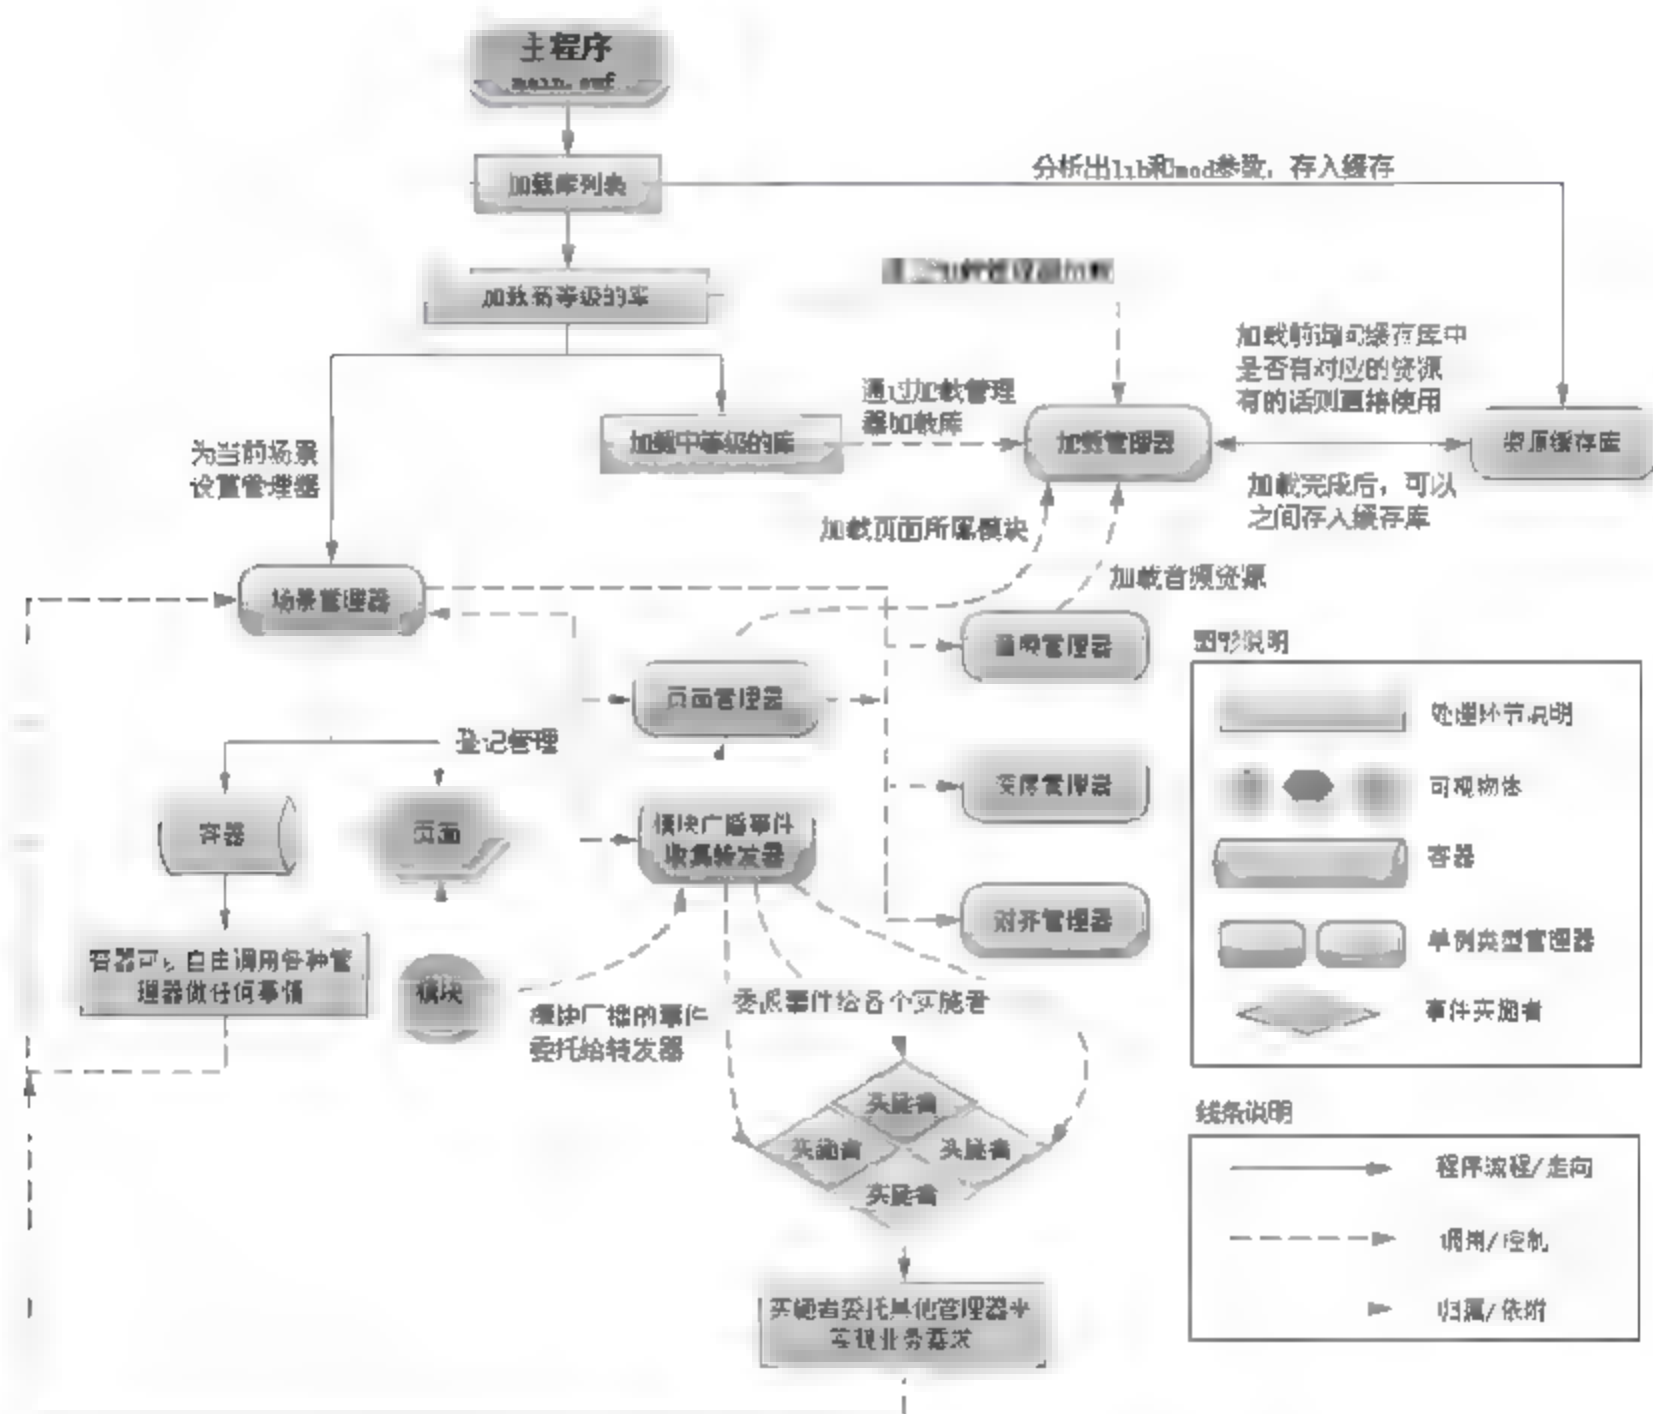 主程序
main.swf
加载库列表
分析出lib和mod参数，存入缓存
加载高等级的库
加载前询问缓存库中
是否有对应的资源
有的话则直接使用
通过加载管理
器加载库
加载中等级的库
加载管理器
资源缓存库
为当前场景
设置管理器
加载完成后，可以
之间存入缓存库
加载页面所属模块
加载音频资源
场景管理器
音频管理器
图形说明
页面管理器
处理环节说明
登记管理
深度管理器
可视物体
容器
页面
模块广播事件
收集转发器
容器
对齐管理器
单例类型管理器
容器可以自由调用各种管
理器做任何事情
模块
委派事件给各个实施者
事件实施者
模块广播的事件
委托给转发器
实施者
实施者
实施者
实施者
线条说明
程序流程/走向
调用/控制
归属/依附
实施者委托其他管理器来
实现业务需求